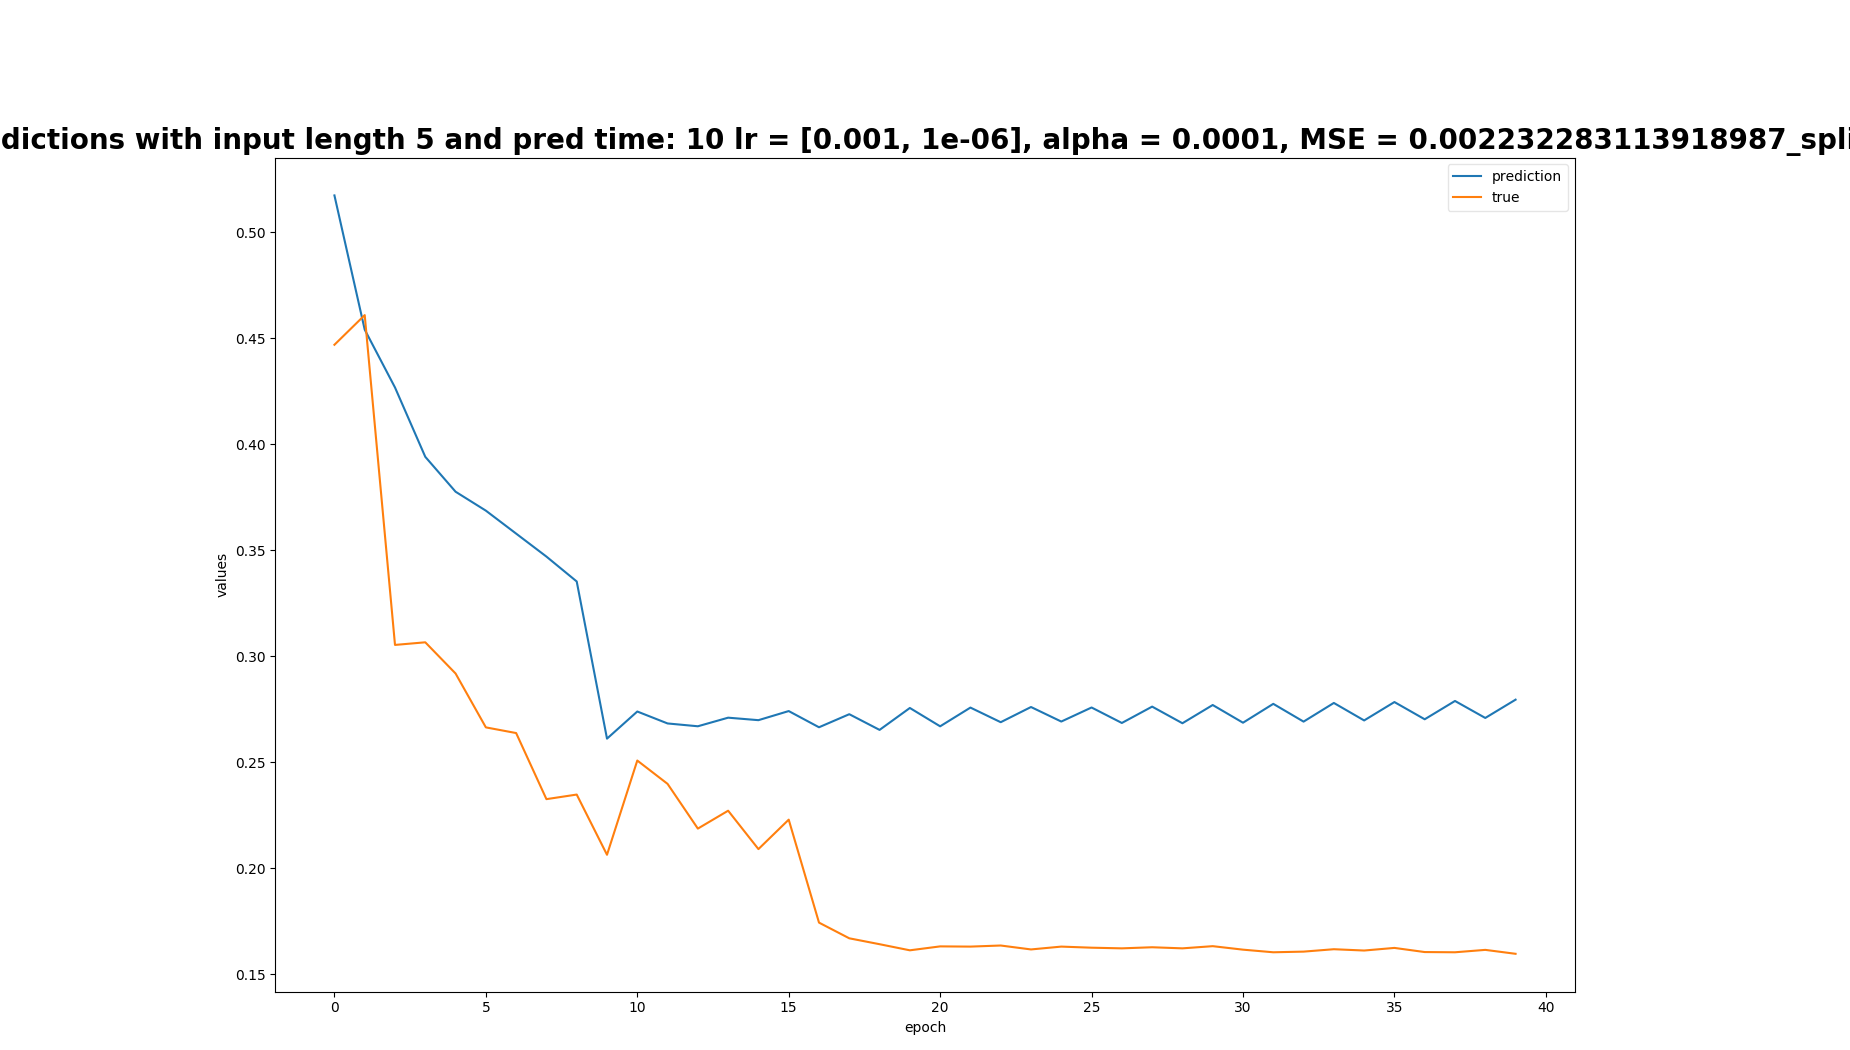 dictions with input length 5 and pred time: 10 lr = [0.001, 1e-06], alpha = 0.0001, MSE = 0.002232283113918987_spli
prediction
true
0.50
0.45
0.40
0.35
0.30
0.25
0.20
0.15
values
0 5 10 15 20 25 30 35 40
epoch